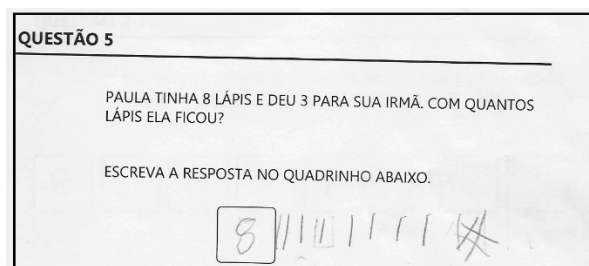 QUESTÃO 5
PAULA TINHA 8 LÁPIS E DEU 3 PARA SUA IRMÃ. COM QUANTOS
LÁPIS ELA FICOU?
ESCREVA A RESPOSTA NO QUADRINHO ABAIXO.
8